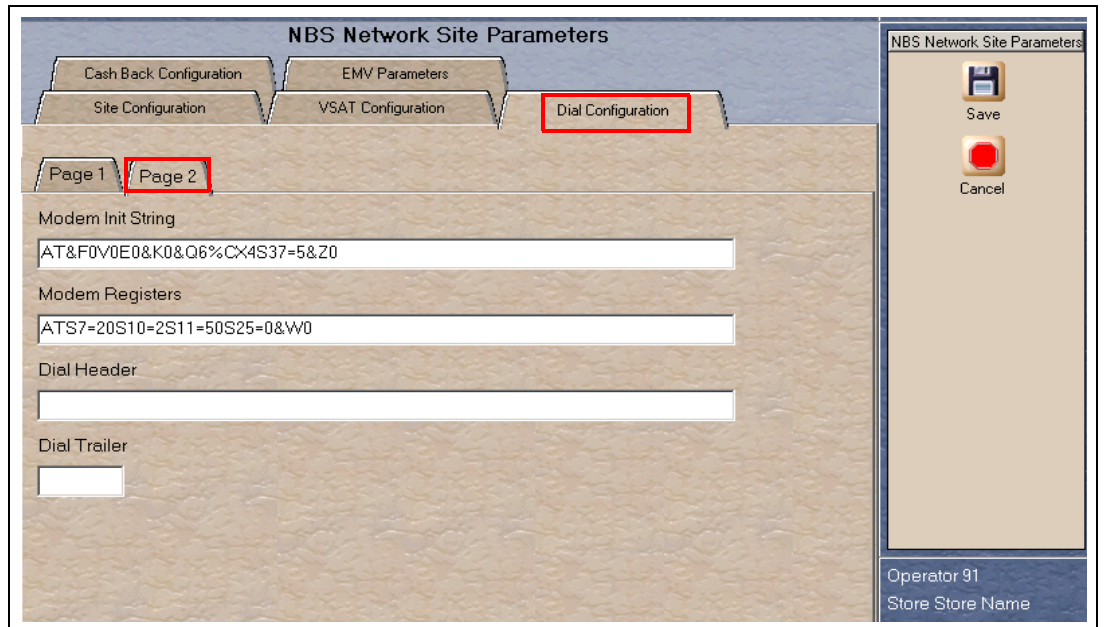 NBS Network Site Parameters
Cash Back Configuration
EMV Parameters
Site Configuration
VSAT Configuration
Dial Configuration
Page 1
Page 2
Modem Init String
AT&F0V0E0&K0&Q6%CX4S37=5&Z0
Modem Registers
ATS7=20S10=2S11=50S25=0&W0
Dial Header
Dial Trailer
NBS Network Site Parameters
Save
Cancel
Operator 91
Store Store Name